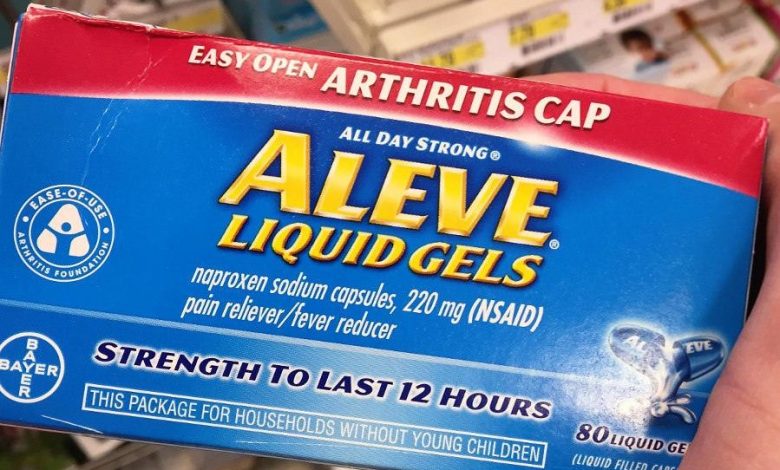 EASY OPEN ARTHRITIS CAP
ALL DAY STRONG®
ALEVE®
LIQUID GELS
naproxen sodium capsules, 220 mg (NSAID)
pain reliever/fever reducer
EASE-OF-USE
ARTHRITIS FOUNDATION
BAYER
BAYER
STRENGTH TO LAST 12 HOURS
THIS PACKAGE FOR HOUSEHOLDS WITHOUT YOUNG CHILDREN
80 LIQUID GE
(LIQUID FILLED